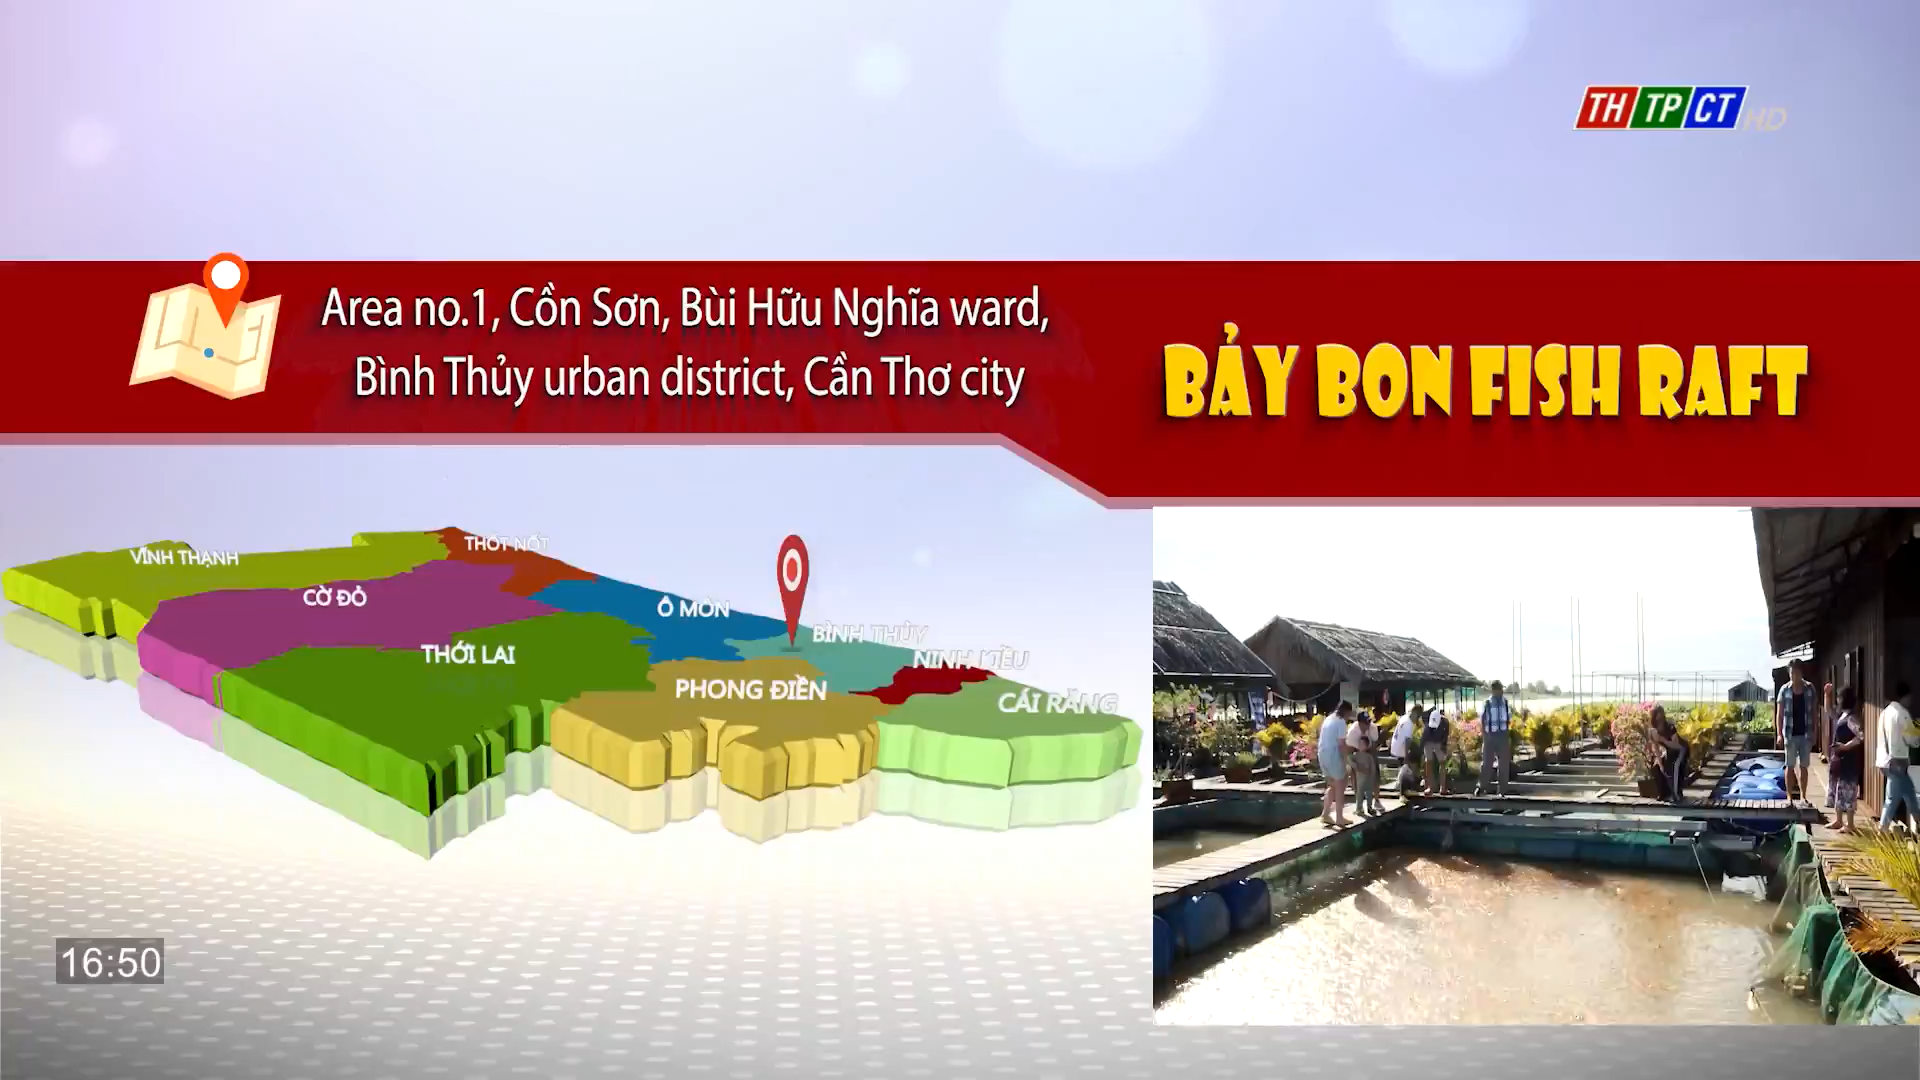 TH TP CT HD
Area no.1, Cồn Sơn, Bùi Hữu Nghĩa ward,
Bình Thủy urban district, Cần Thơ city
BẢY BON FISH RAFT
VĨNH THẠNH
THỐT NỐT
CỜ ĐỎ
Ô MÔN
THỚI LAI
BÌNH THỦY
NINH KIỀU
PHONG ĐIỀN
CÁI RĂNG
16:50